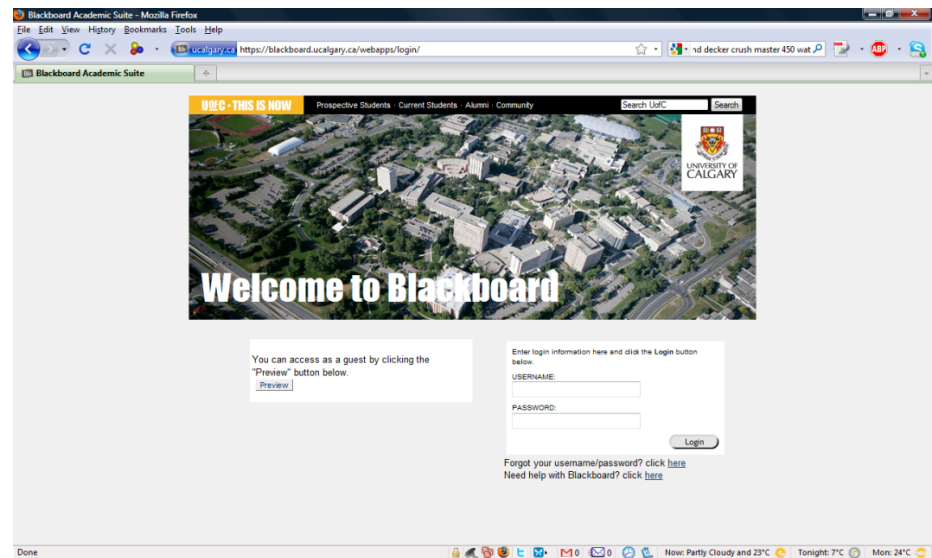 Blackboard Academic Suite - Mozilla Firefox
File Edit View History Bookmarks Tools Help
ucalgary.ca https://blackboard.ucalgary.ca/webapps/login/ nd decker crush master 450 wat ABP
Blackboard Academic Suite
UOFC · THIS IS NOW Prospective Students · Current Students · Alumni · Community Search UofC Search
UNIVERSITY OF
CALGARY
Welcome to Blackboard
You can access as a guest by clicking the
"Preview" button below.
Preview
Enter login information here and click the Login button
below.
USERNAME:
PASSWORD:
Login
Forgot your username/password? click here
Need help with Blackboard? click here
Done 0 0 Now: Partly Cloudy and 23°C Tonight: 7°C Mon: 24°C